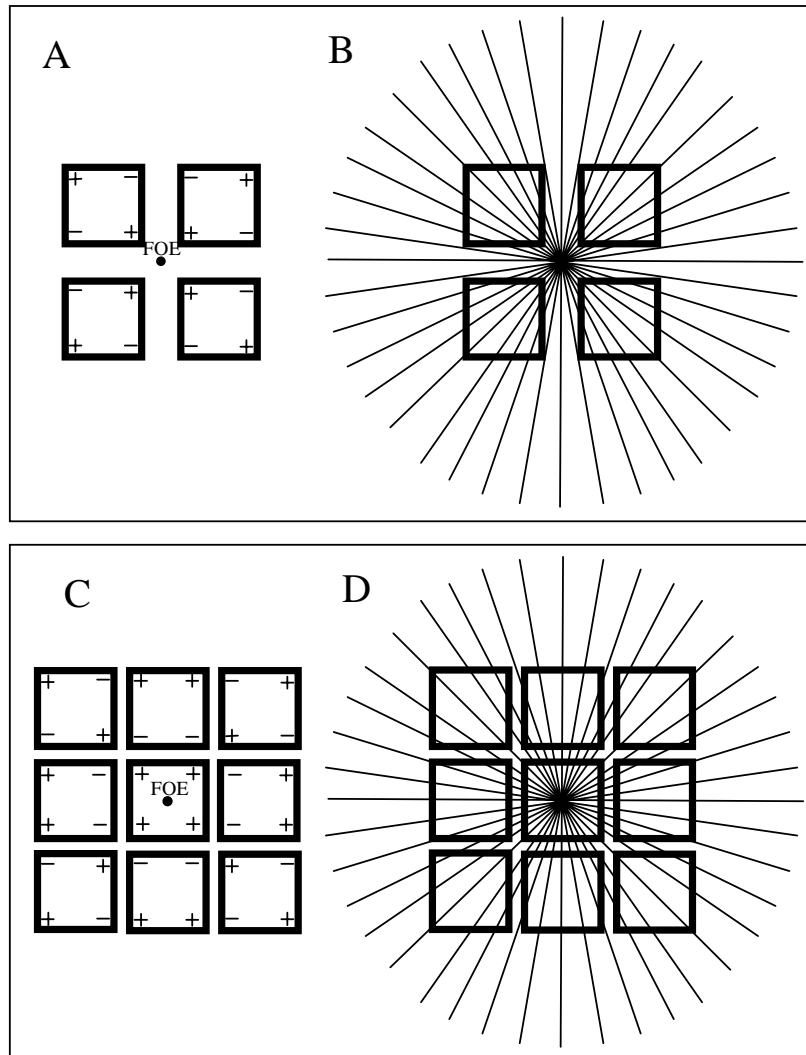 A B
+ − − +
− + + −
FOE
− + + −
+ − − +
C D
+ − + + − +
− + − − + −
+ − + + − +
FOE
+ − + + − +
− + − − + −
+ − + + − +